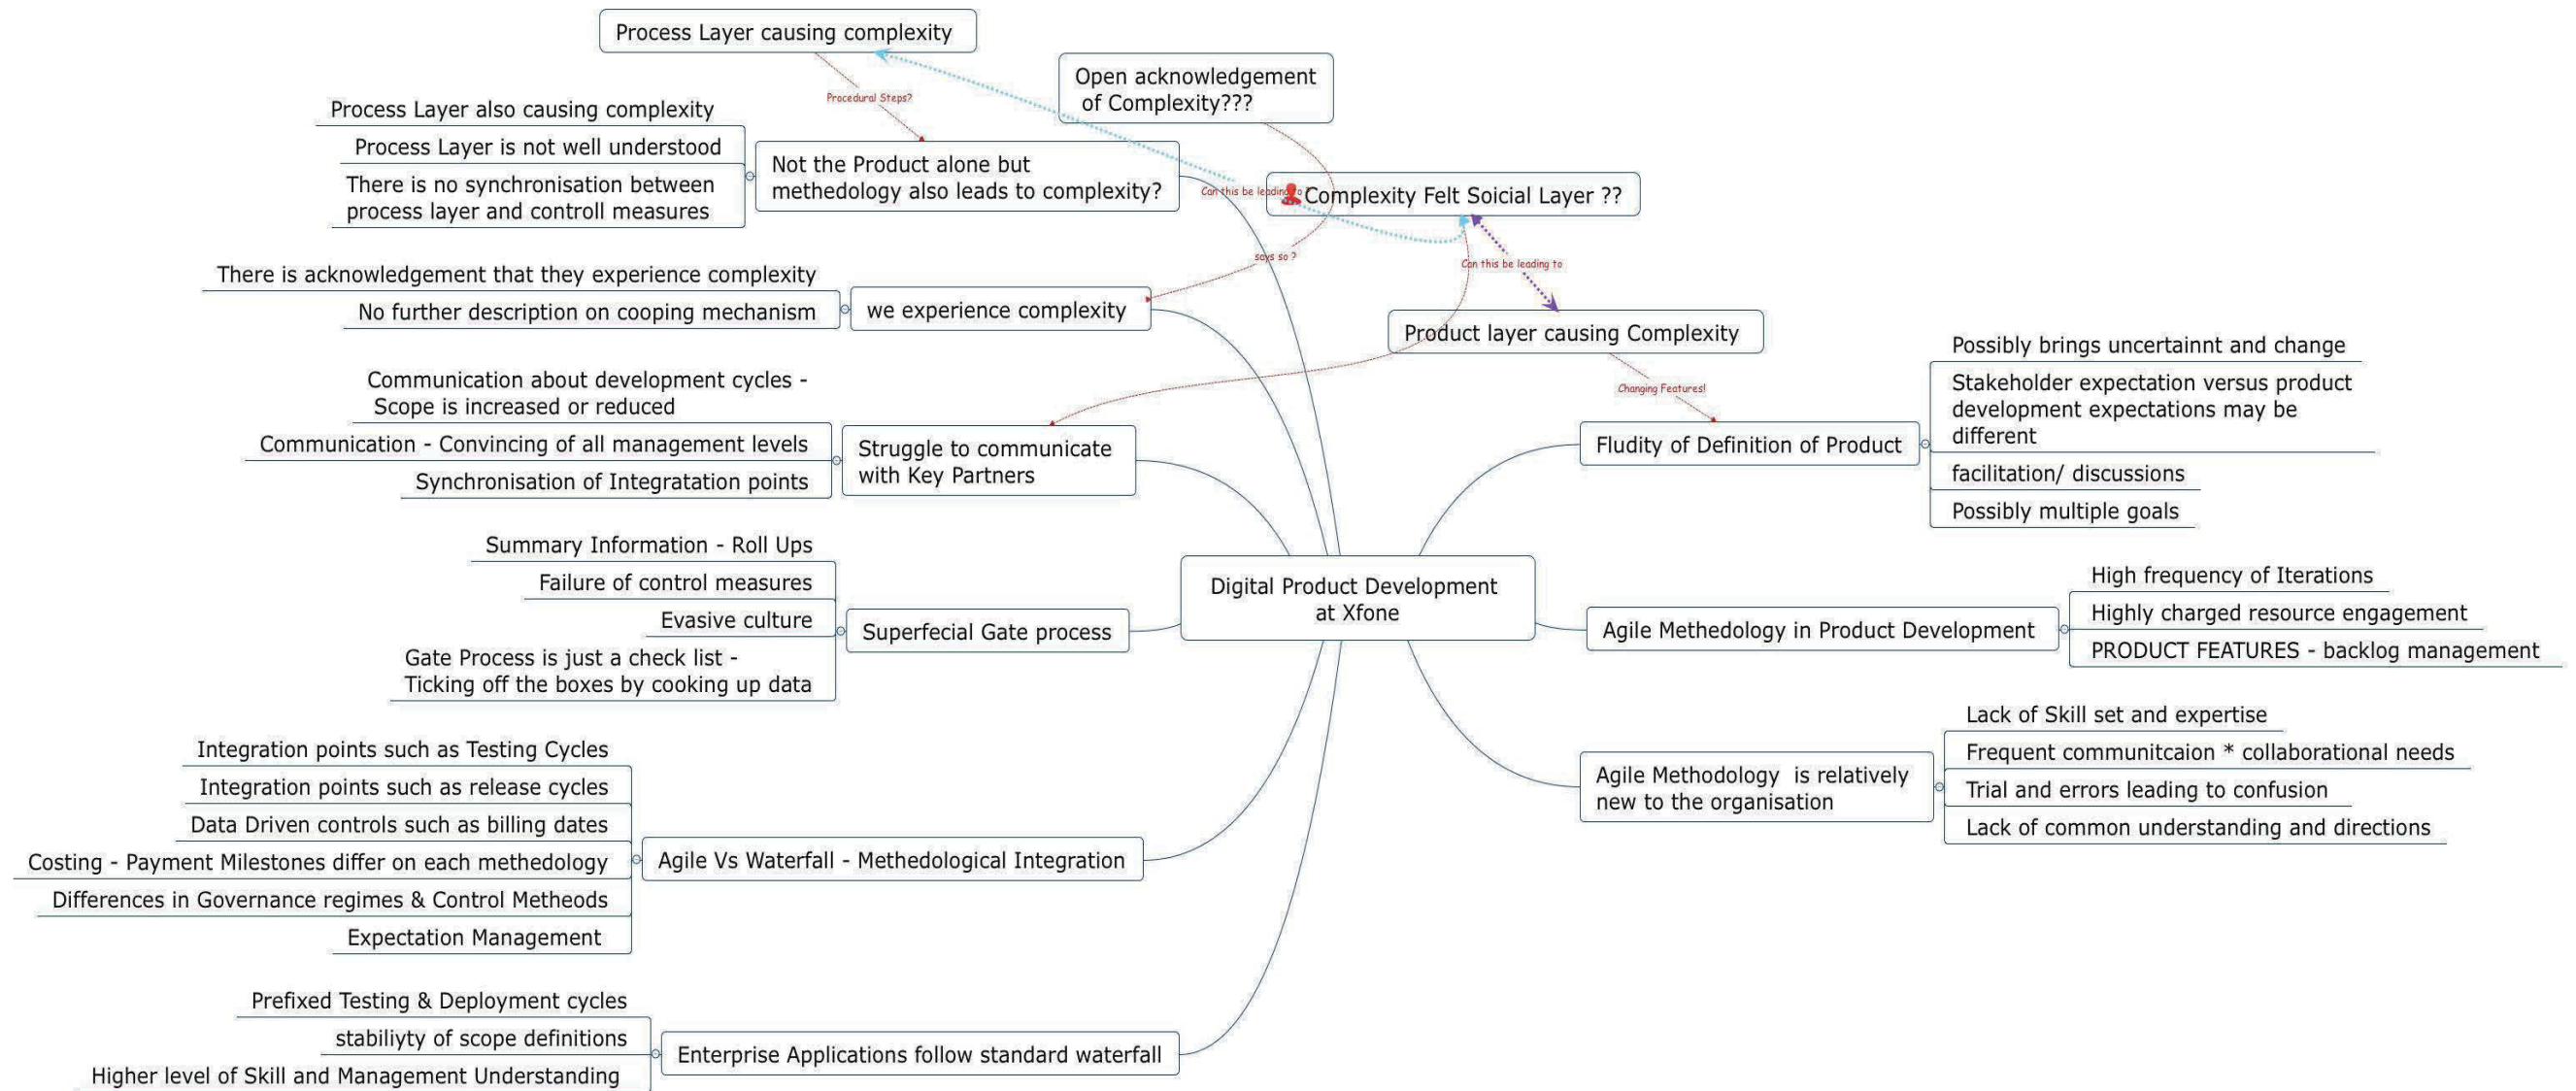 Process Layer causing complexity
Open acknowledgement
of Complexity???
Procedural Steps?
Process Layer also causing complexity
Process Layer is not well understood
There is no synchronisation between
process layer and controll measures
Not the Product alone but
methedology also leads to complexity?
Can this be leading to ?
Complexity Felt Soicial Layer ??
says so ?
Can this be leading to
There is acknowledgement that they experience complexity
No further description on cooping mechanism
we experience complexity
Product layer causing Complexity
Changing Features!
Communication about development cycles -
Scope is increased or reduced
Communication - Convincing of all management levels
Synchronisation of Integratation points
Struggle to communicate
with Key Partners
Fludity of Definition of Product
Possibly brings uncertainnt and change
Stakeholder expectation versus product
development expectations may be
different
facilitation/ discussions
Possibly multiple goals
Summary Information - Roll Ups
Failure of control measures
Evasive culture
Gate Process is just a check list -
Ticking off the boxes by cooking up data
Superfecial Gate process
Digital Product Development
at Xfone
Agile Methedology in Product Development
High frequency of Iterations
Highly charged resource engagement
PRODUCT FEATURES - backlog management
Agile Methodology  is relatively
new to the organisation
Lack of Skill set and expertise
Frequent communitcaion * collaborational needs
Trial and errors leading to confusion
Lack of common understanding and directions
Integration points such as Testing Cycles
Integration points such as release cycles
Data Driven controls such as billing dates
Costing - Payment Milestones differ on each methedology
Differences in Governance regimes & Control Metheods
Expectation Management
Agile Vs Waterfall - Methedological Integration
Prefixed Testing & Deployment cycles
stabiliyty of scope definitions
Higher level of Skill and Management Understanding
Enterprise Applications follow standard waterfall